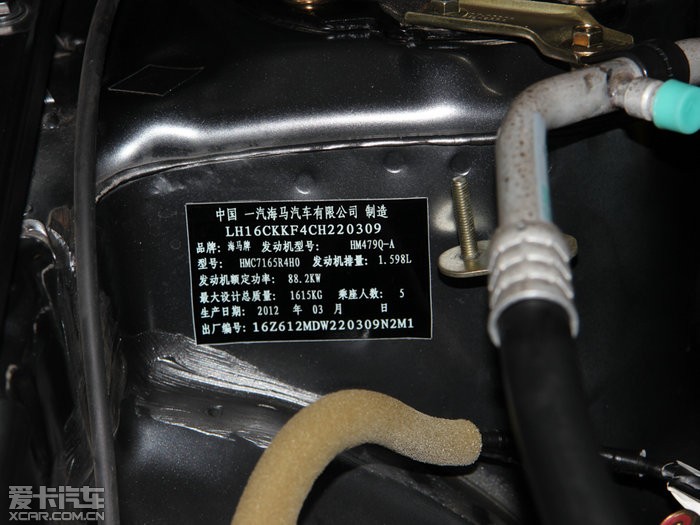 中国 一汽海马汽车有限公司 制造
LH16CKKF4CH220309
品牌: 海马牌 发动机型号: HM479Q-A
型号: HMC7165R4H0 发动机排量: 1.598L
发动机额定功率: 88.2KW
最大设计总质量: 1615KG 乘座人数: 5
生产日期: 2012 年 03 月 日
出厂编号: 16Z612MDW220309N2M1
爱卡汽车
XCAR.COM.CN